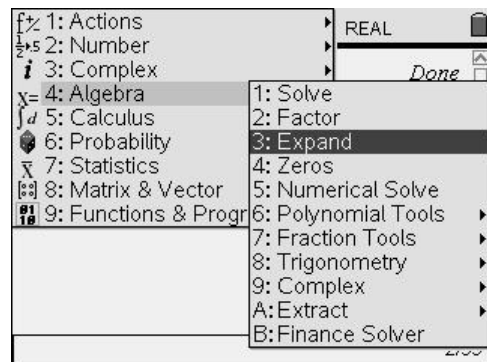 1: Actions
2: Number
3: Complex
4: Algebra
5: Calculus
6: Probability
7: Statistics
8: Matrix & Vector
9: Functions & Progr
REAL
Done
1: Solve
2: Factor
3: Expand
4: Zeros
5: Numerical Solve
6: Polynomial Tools
7: Fraction Tools
8: Trigonometry
9: Complex
A: Extract
B: Finance Solver